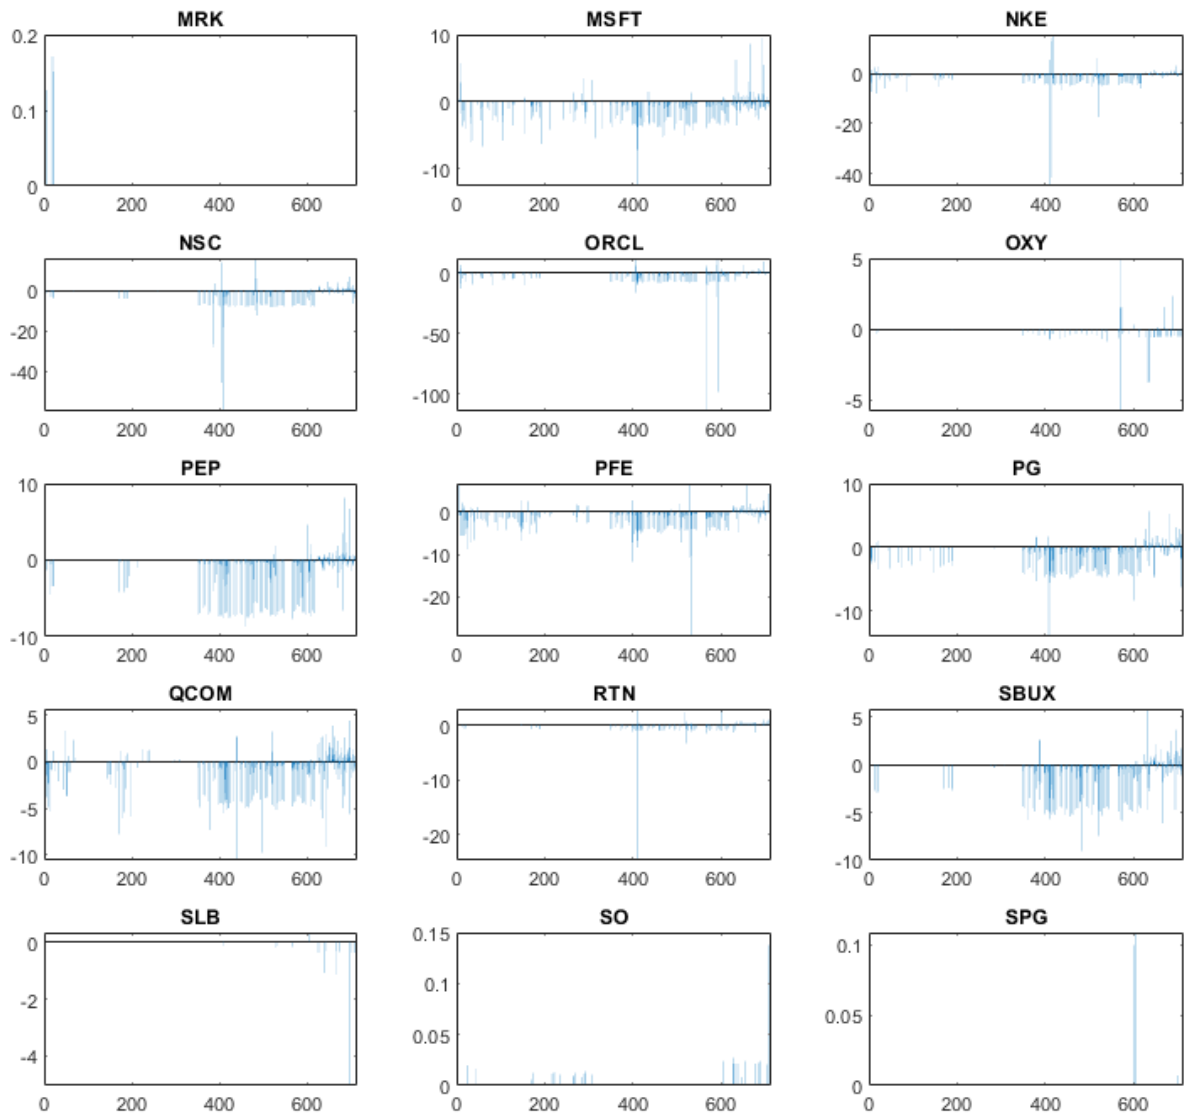 MRK MSFT NKE
0.2 10 0
0.1 0 -20
0 -10 -40
0 200 400 600 0 200 400 600 0 200 400 600
NSC ORCL OXY
0 0 5
-20 -50 0
-40 -100 -5
0 200 400 600 0 200 400 600 0 200 400 600
PEP PFE PG
10 0 10
0 -10 0
-10 -20 -10
0 200 400 600 0 200 400 600 0 200 400 600
QCOM RTN SBUX
5 0 5
0 -10 0
-5 -20 -5
-10 -10
0 200 400 600 0 200 400 600 0 200 400 600
SLB SO SPG
0 0.15 0.1
-2 0.1 0.05
-4 0.05 0
0
0 200 400 600 0 200 400 600 0 200 400 600